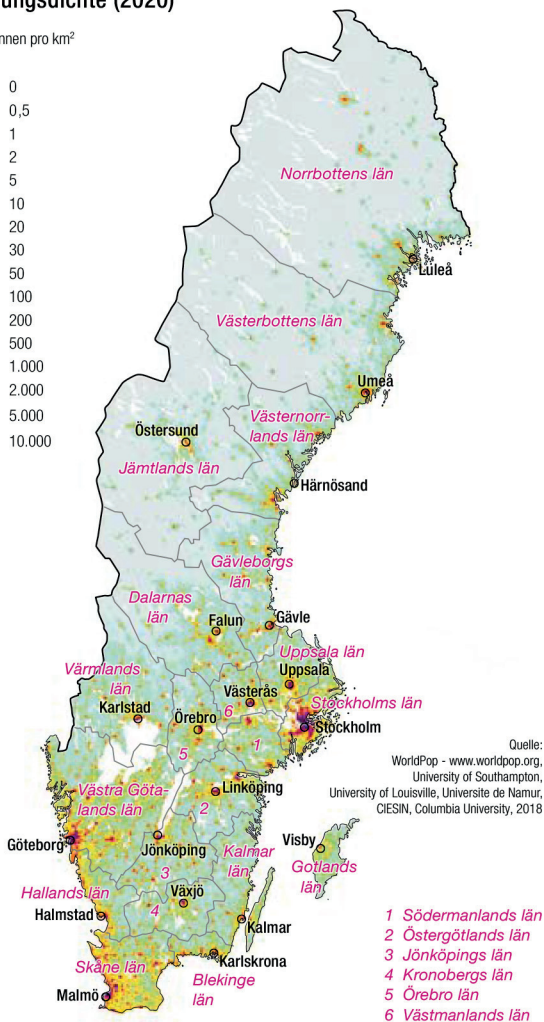 ungsdichte (2020)
nnen pro km²
0
0,5
1
2
5
10
20
30
50
100
200
500
1.000
2.000
5.000
10.000
Norrbottens län
Luleå
Västerbottens län
Umeå
Västernorr-
lands län
Östersund
Jämtlands län
Härnösand
Gävleborgs
län
Dalarnas
län
Falun
Gävle
Uppsala län
Uppsala
Värmlands
län
Karlstad
Västerås
6
Stockholms län
Örebro
Stockholm
1
5
Quelle:
WorldPop - www.worldpop.org,
University of Southampton,
University of Louisville, Universite de Namur,
CIESIN, Columbia University, 2018
Västra Göta-
lands län
Linköping
2
Göteborg
Jönköping
Visby
Kalmar
län
Gotlands
län
3
Hallands län
Växjö
4
Halmstad
Kalmar
Karlskrona
Skåne län
Blekinge
län
Malmö
1 Södermanlands län
2 Östergötlands län
3 Jönköpings län
4 Kronobergs län
5 Örebro län
6 Västmanlands län